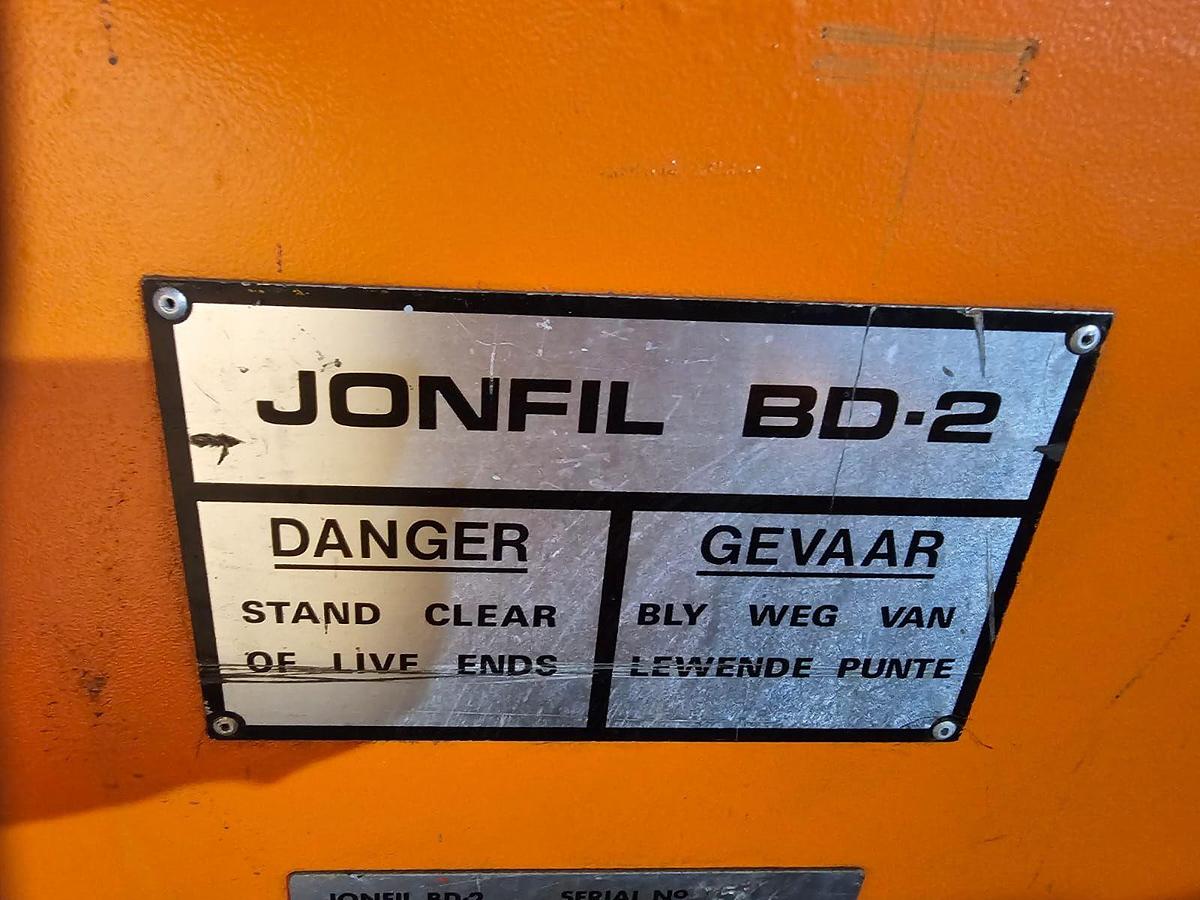 JONFIL BD-2
DANGER
STAND CLEAR
OF LIVE ENDS
GEVAAR
BLY WEG VAN
LEWENDE PUNTE
JONFIL BD-2 SERIAL Nº